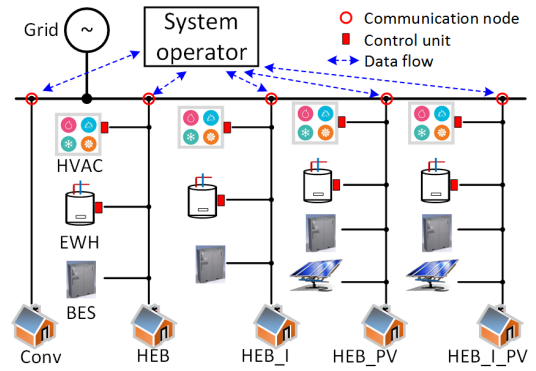 Grid
~
System
operator
Communication node
Control unit
Data flow
HVAC
EWH
BES
Conv
HEB
HEB_I
HEB_PV
HEB_I_PV